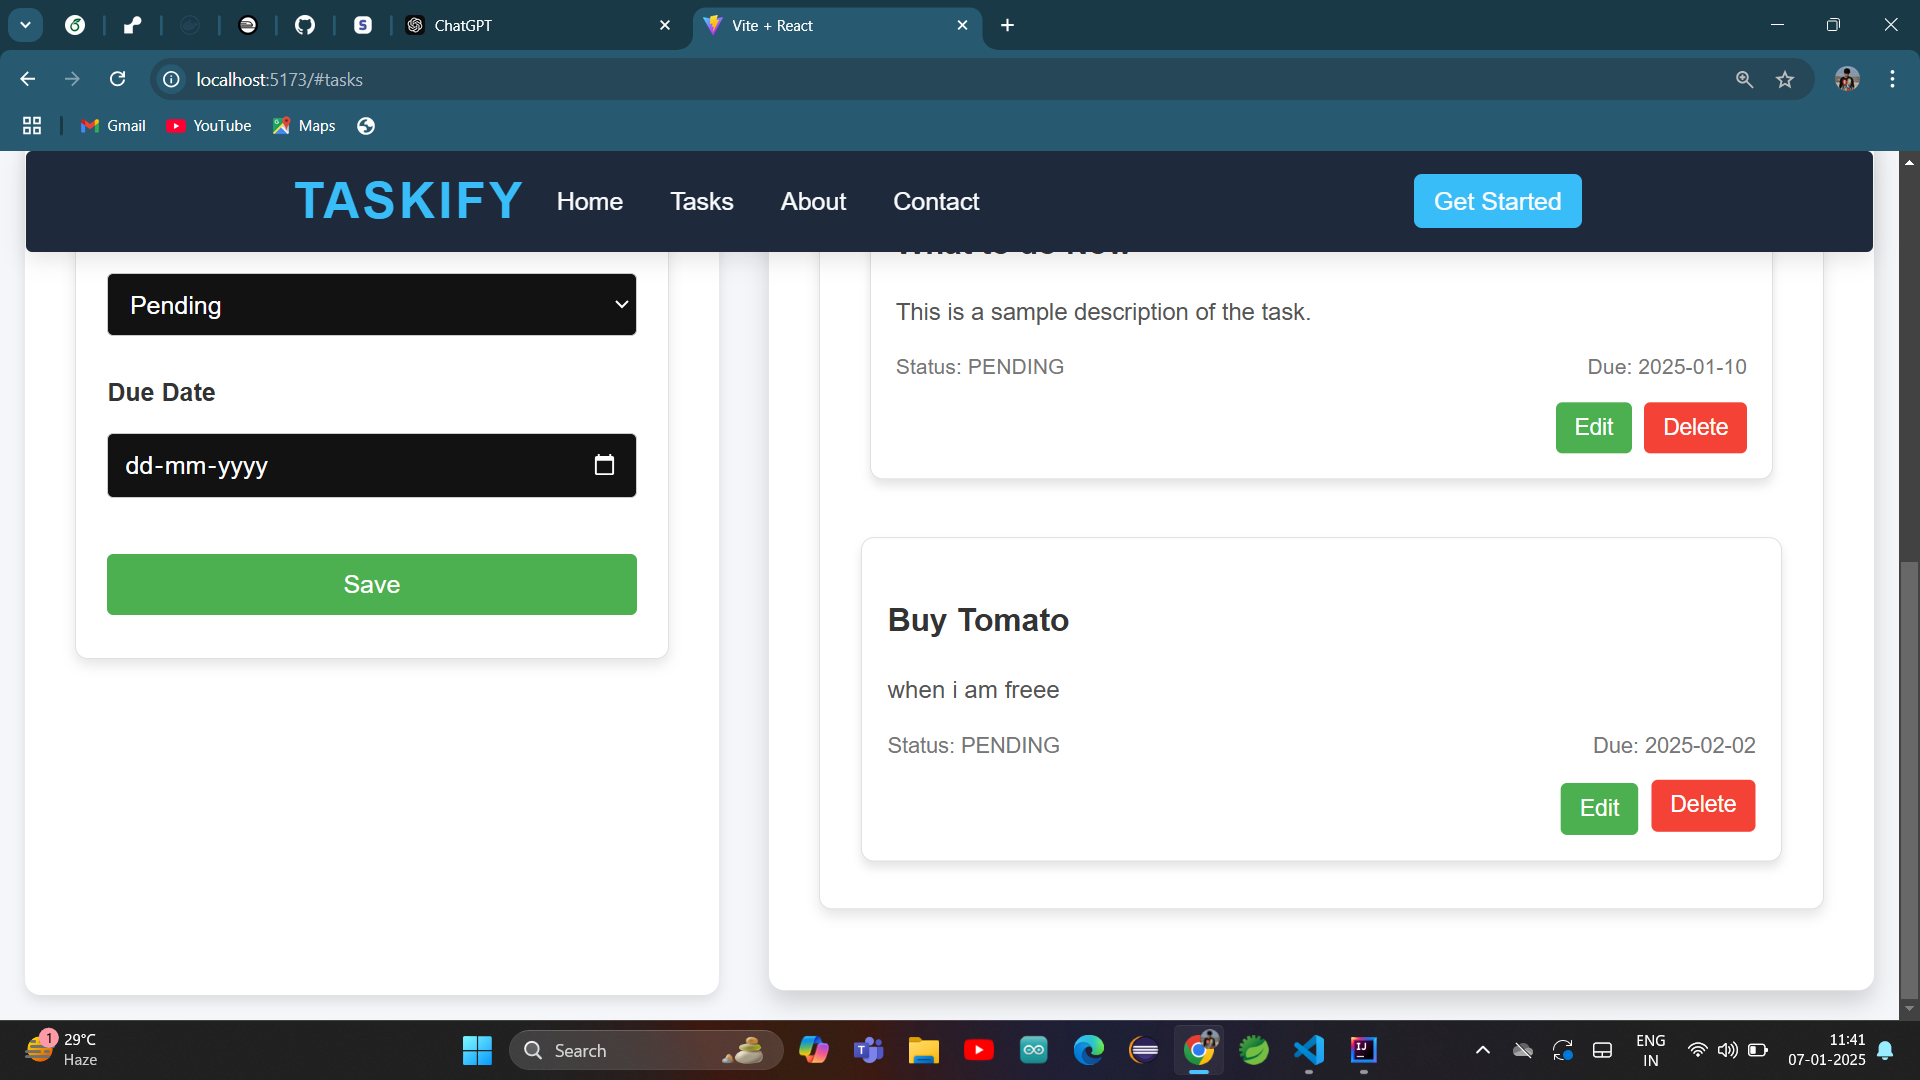 ChatGPT
Vite + React
localhost:5173/#tasks
Gmail
YouTube
Maps
TASKIFY
Home
Tasks
About
Contact
Get Started
Pending
Due Date
dd-mm-yyyy
Save
This is a sample description of the task.
Status: PENDING
Due: 2025-01-10
Edit
Delete
Buy Tomato
when i am freee
Status: PENDING
Due: 2025-02-02
Edit
Delete
1
29°C
Haze
Search
ENG
IN
11:41
07-01-2025